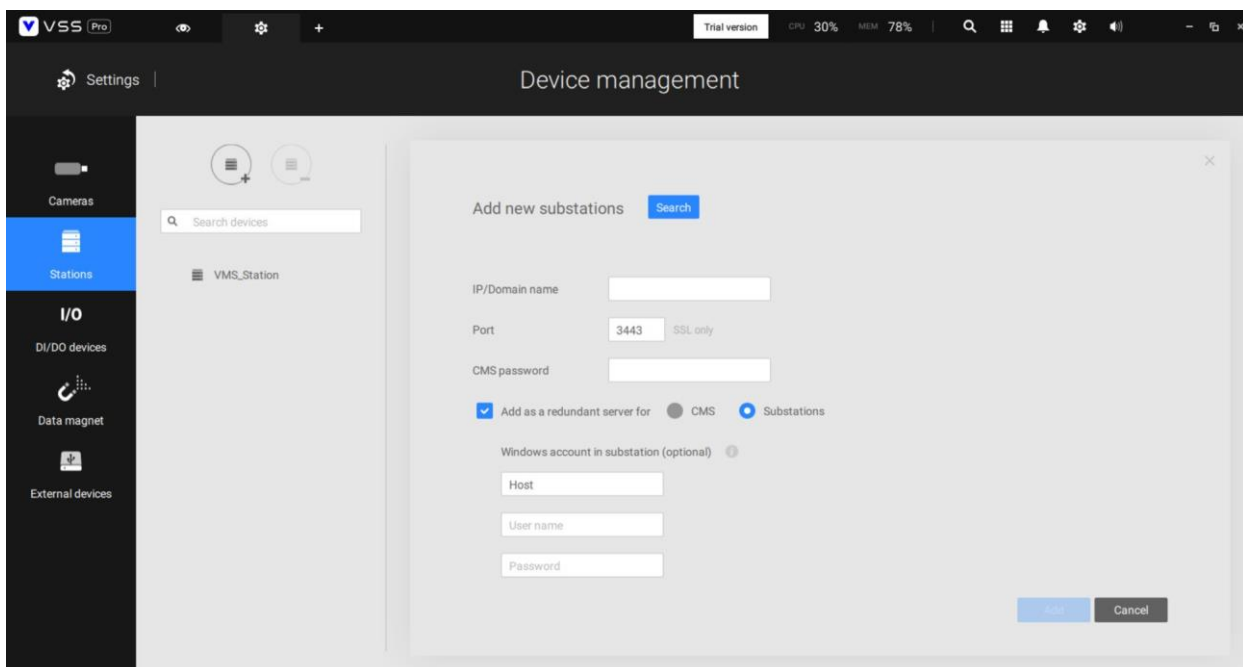 VSS Pro
Trial version
CPU 30%
MEM 78%
Settings
Device management
Cameras
Stations
I/O
DI/DO devices
Data magnet
External devices
Search devices
VMS_Station
Add new substations
Search
IP/Domain name
Port
3443
SSL only
CMS password
Add as a redundant server for
CMS
Substations
Windows account in substation (optional)
Host
User name
Password
Add
Cancel